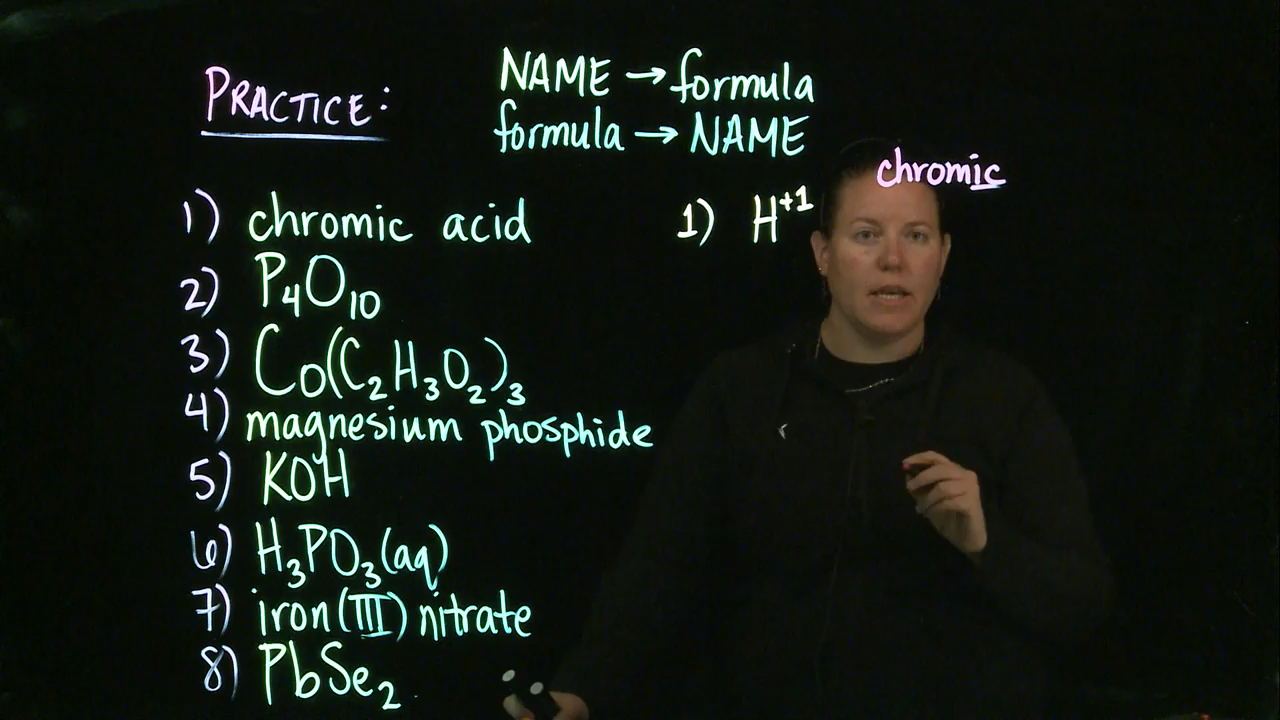 PRACTICE:
NAME → formula
formula → NAME
1) chromic acid
2) P₄O₁₀
3) Co(C₂H₃O₂)₃
4) magnesium phosphide
5) KOH
6) H₃PO₃(aq)
7) iron(III) nitrate
8) PbSe₂
chromic
1) H⁺¹